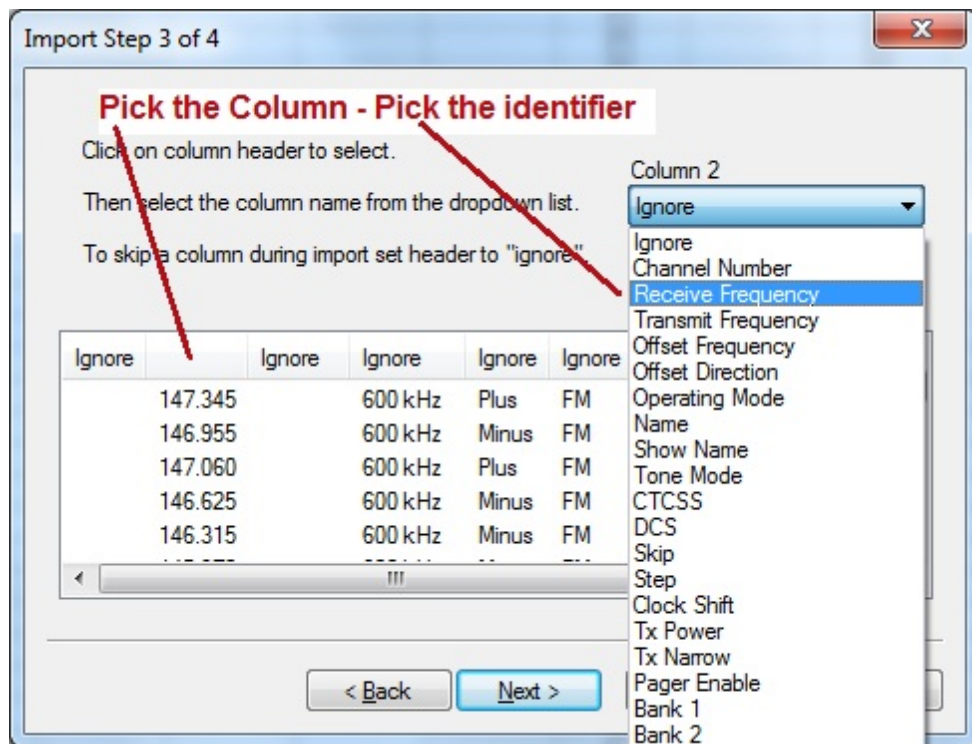 Import Step 3 of 4
Pick the Column - Pick the identifier
Click on column header to select.
Column 2
Then select the column name from the dropdown list.
Ignore
To skip a column during import set header to "ignore".
Ignore
Channel Number
Receive Frequency
Transmit Frequency
Offset Frequency
Offset Direction
Operating Mode
Name
Show Name
Tone Mode
CTCSS
DCS
Skip
Step
Clock Shift
Tx Power
Tx Narrow
Pager Enable
Bank 1
Bank 2
Ignore Ignore Ignore Ignore Ignore
147.345 600 kHz Plus FM
146.955 600 kHz Minus FM
147.060 600 kHz Plus FM
146.625 600 kHz Minus FM
146.315 600 kHz Minus FM
< Back Next >